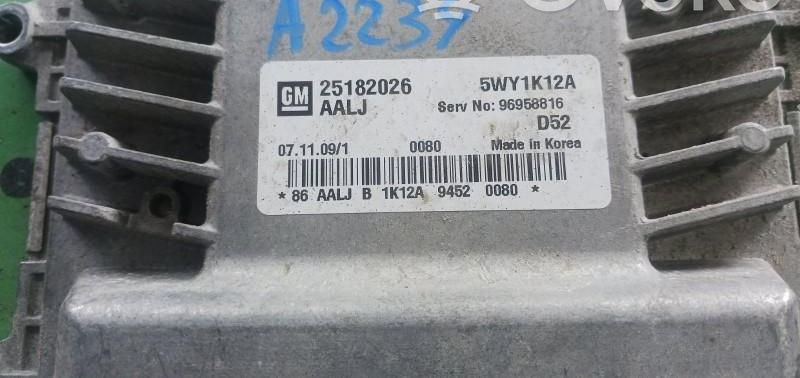 A2237
GM 25182026 5WY1K12A
AALJ Serv No: 96958816
D52
07.11.09/1 0080 Made in Korea
* 86 AALJ B 1K12A 9452 0080 *